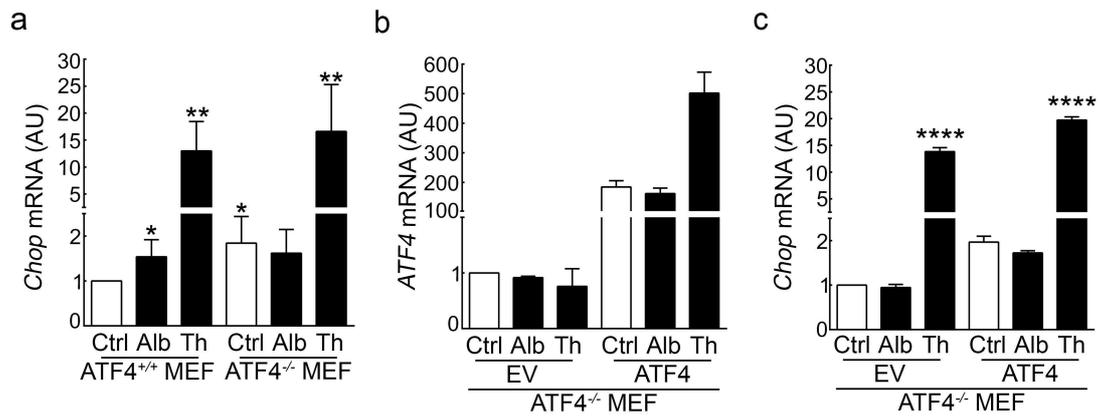 a
b
c
Chop mRNA (AU)
30
25
20
15
10
5
2
1
0
**
**
*
*
Ctrl Alb Th Ctrl Alb Th
ATF4+/+ MEF ATF4-/- MEF
ATF4 mRNA (AU)
600
500
400
300
200
100
1
0
Ctrl Alb Th Ctrl Alb Th
EV ATF4
ATF4-/- MEF
Chop mRNA (AU)
30
25
20
15
10
5
2
1
0
****
****
Ctrl Alb Th Ctrl Alb Th
EV ATF4
ATF4-/- MEF